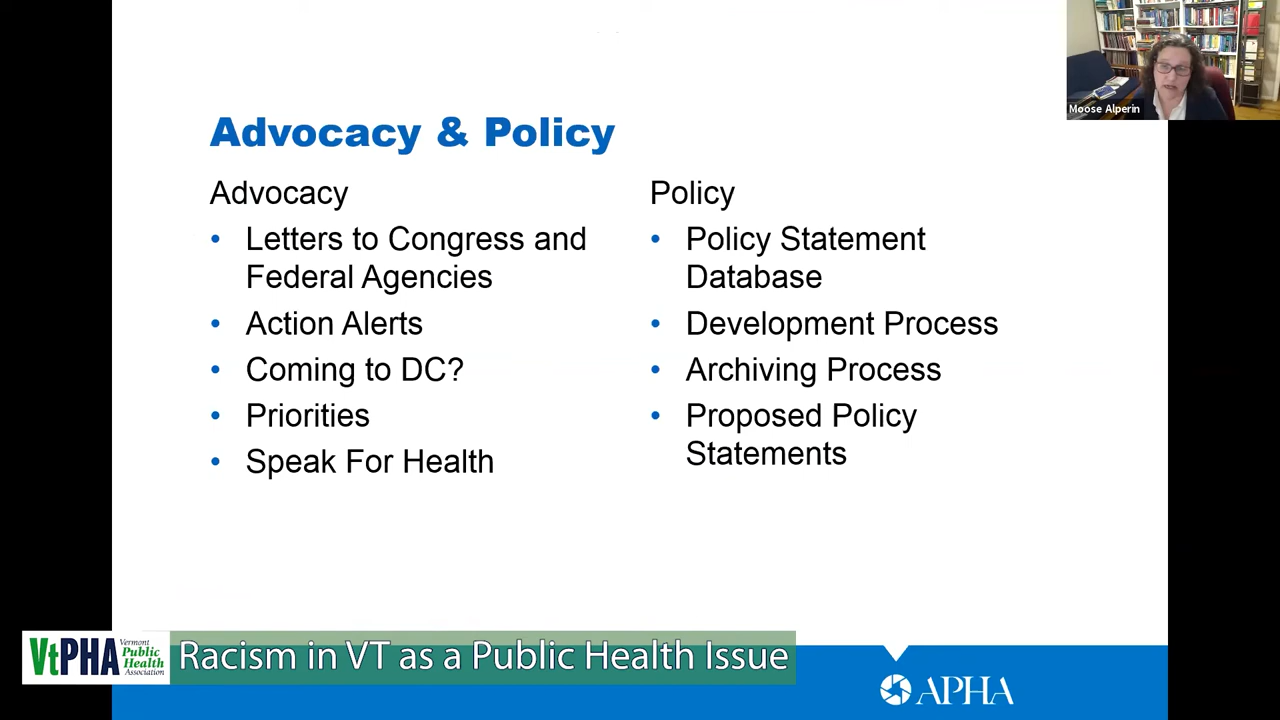 Moose Alperin
Advocacy & Policy
Advocacy
• Letters to Congress and
Federal Agencies
• Action Alerts
• Coming to DC?
• Priorities
• Speak For Health
Policy
• Policy Statement
Database
• Development Process
• Archiving Process
• Proposed Policy
Statements
VtPHA
Vermont
Public
Health
Association
Racism in VT as a Public Health Issue
APHA